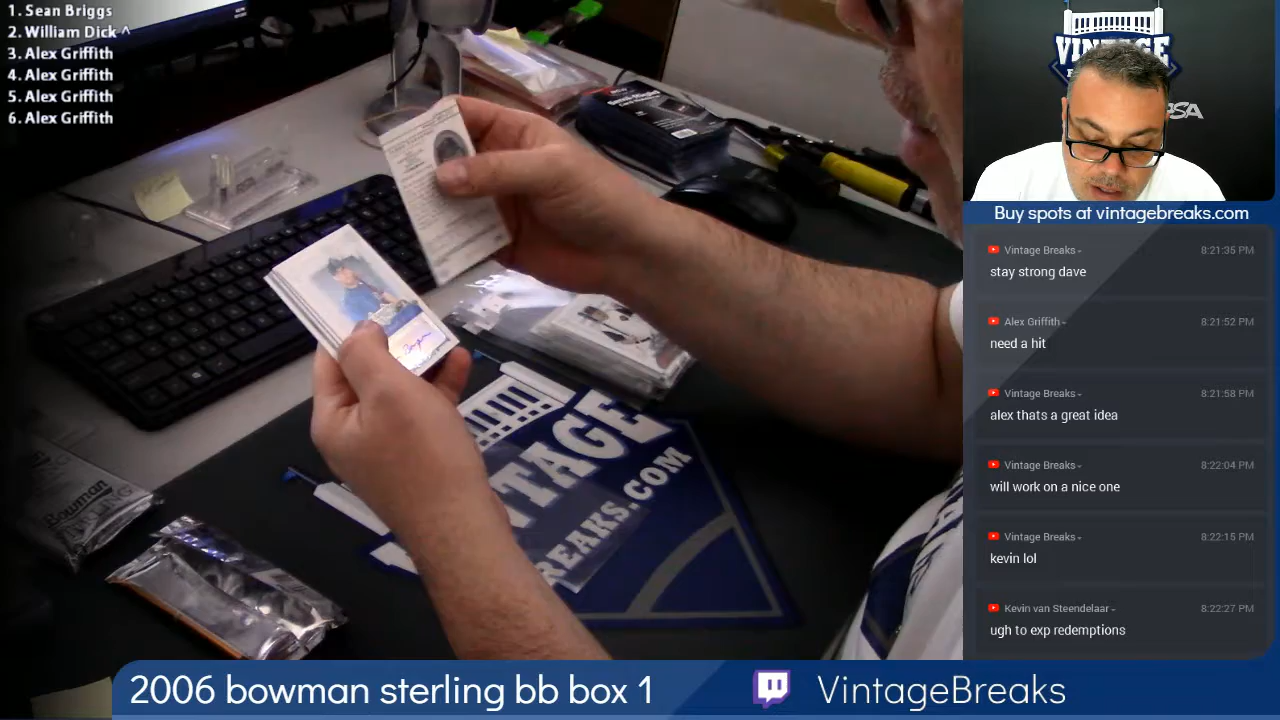 1. Sean Briggs
2. William Dick ^
3. Alex Griffith
4. Alex Griffith
5. Alex Griffith
6. Alex Griffith
VINTAGE
PSA
Buy spots at vintagebreaks.com
Vintage Breaks 8:21:35 PM
stay strong dave
Alex Griffith 8:21:52 PM
need a hit
Vintage Breaks 8:21:58 PM
alex thats a great idea
Vintage Breaks 8:22:04 PM
will work on a nice one
Vintage Breaks 8:22:15 PM
kevin lol
Kevin van Steendelaar 8:22:27 PM
ugh to exp redemptions
Bowman
STERLING
NTAGE
REAKS.COM
2006 bowman sterling bb box 1
VintageBreaks